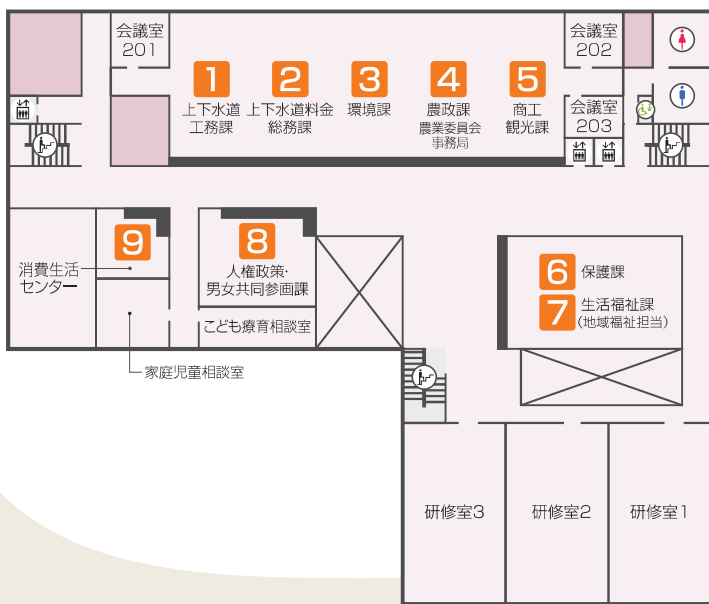 会議室
201
会議室
202
1
2
3
4
5
上下水道
工務課
上下水道料金
総務課
環境課
農政課
農業委員会
事務局
商工
観光課
会議室
203
9
8
消費生活
センター
人権政策・
男女共同参画課
6
保護課
7
生活福祉課
(地域福祉担当)
こども療育相談室
家庭児童相談室
研修室3
研修室2
研修室1